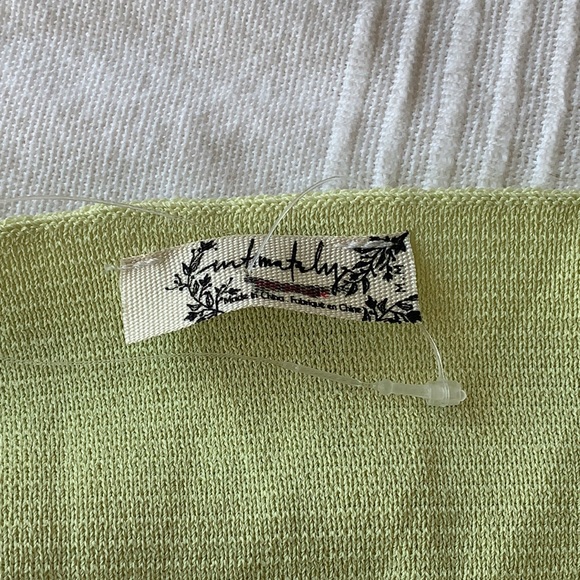 intimately
Made in China Fabriqué en Chine
M M